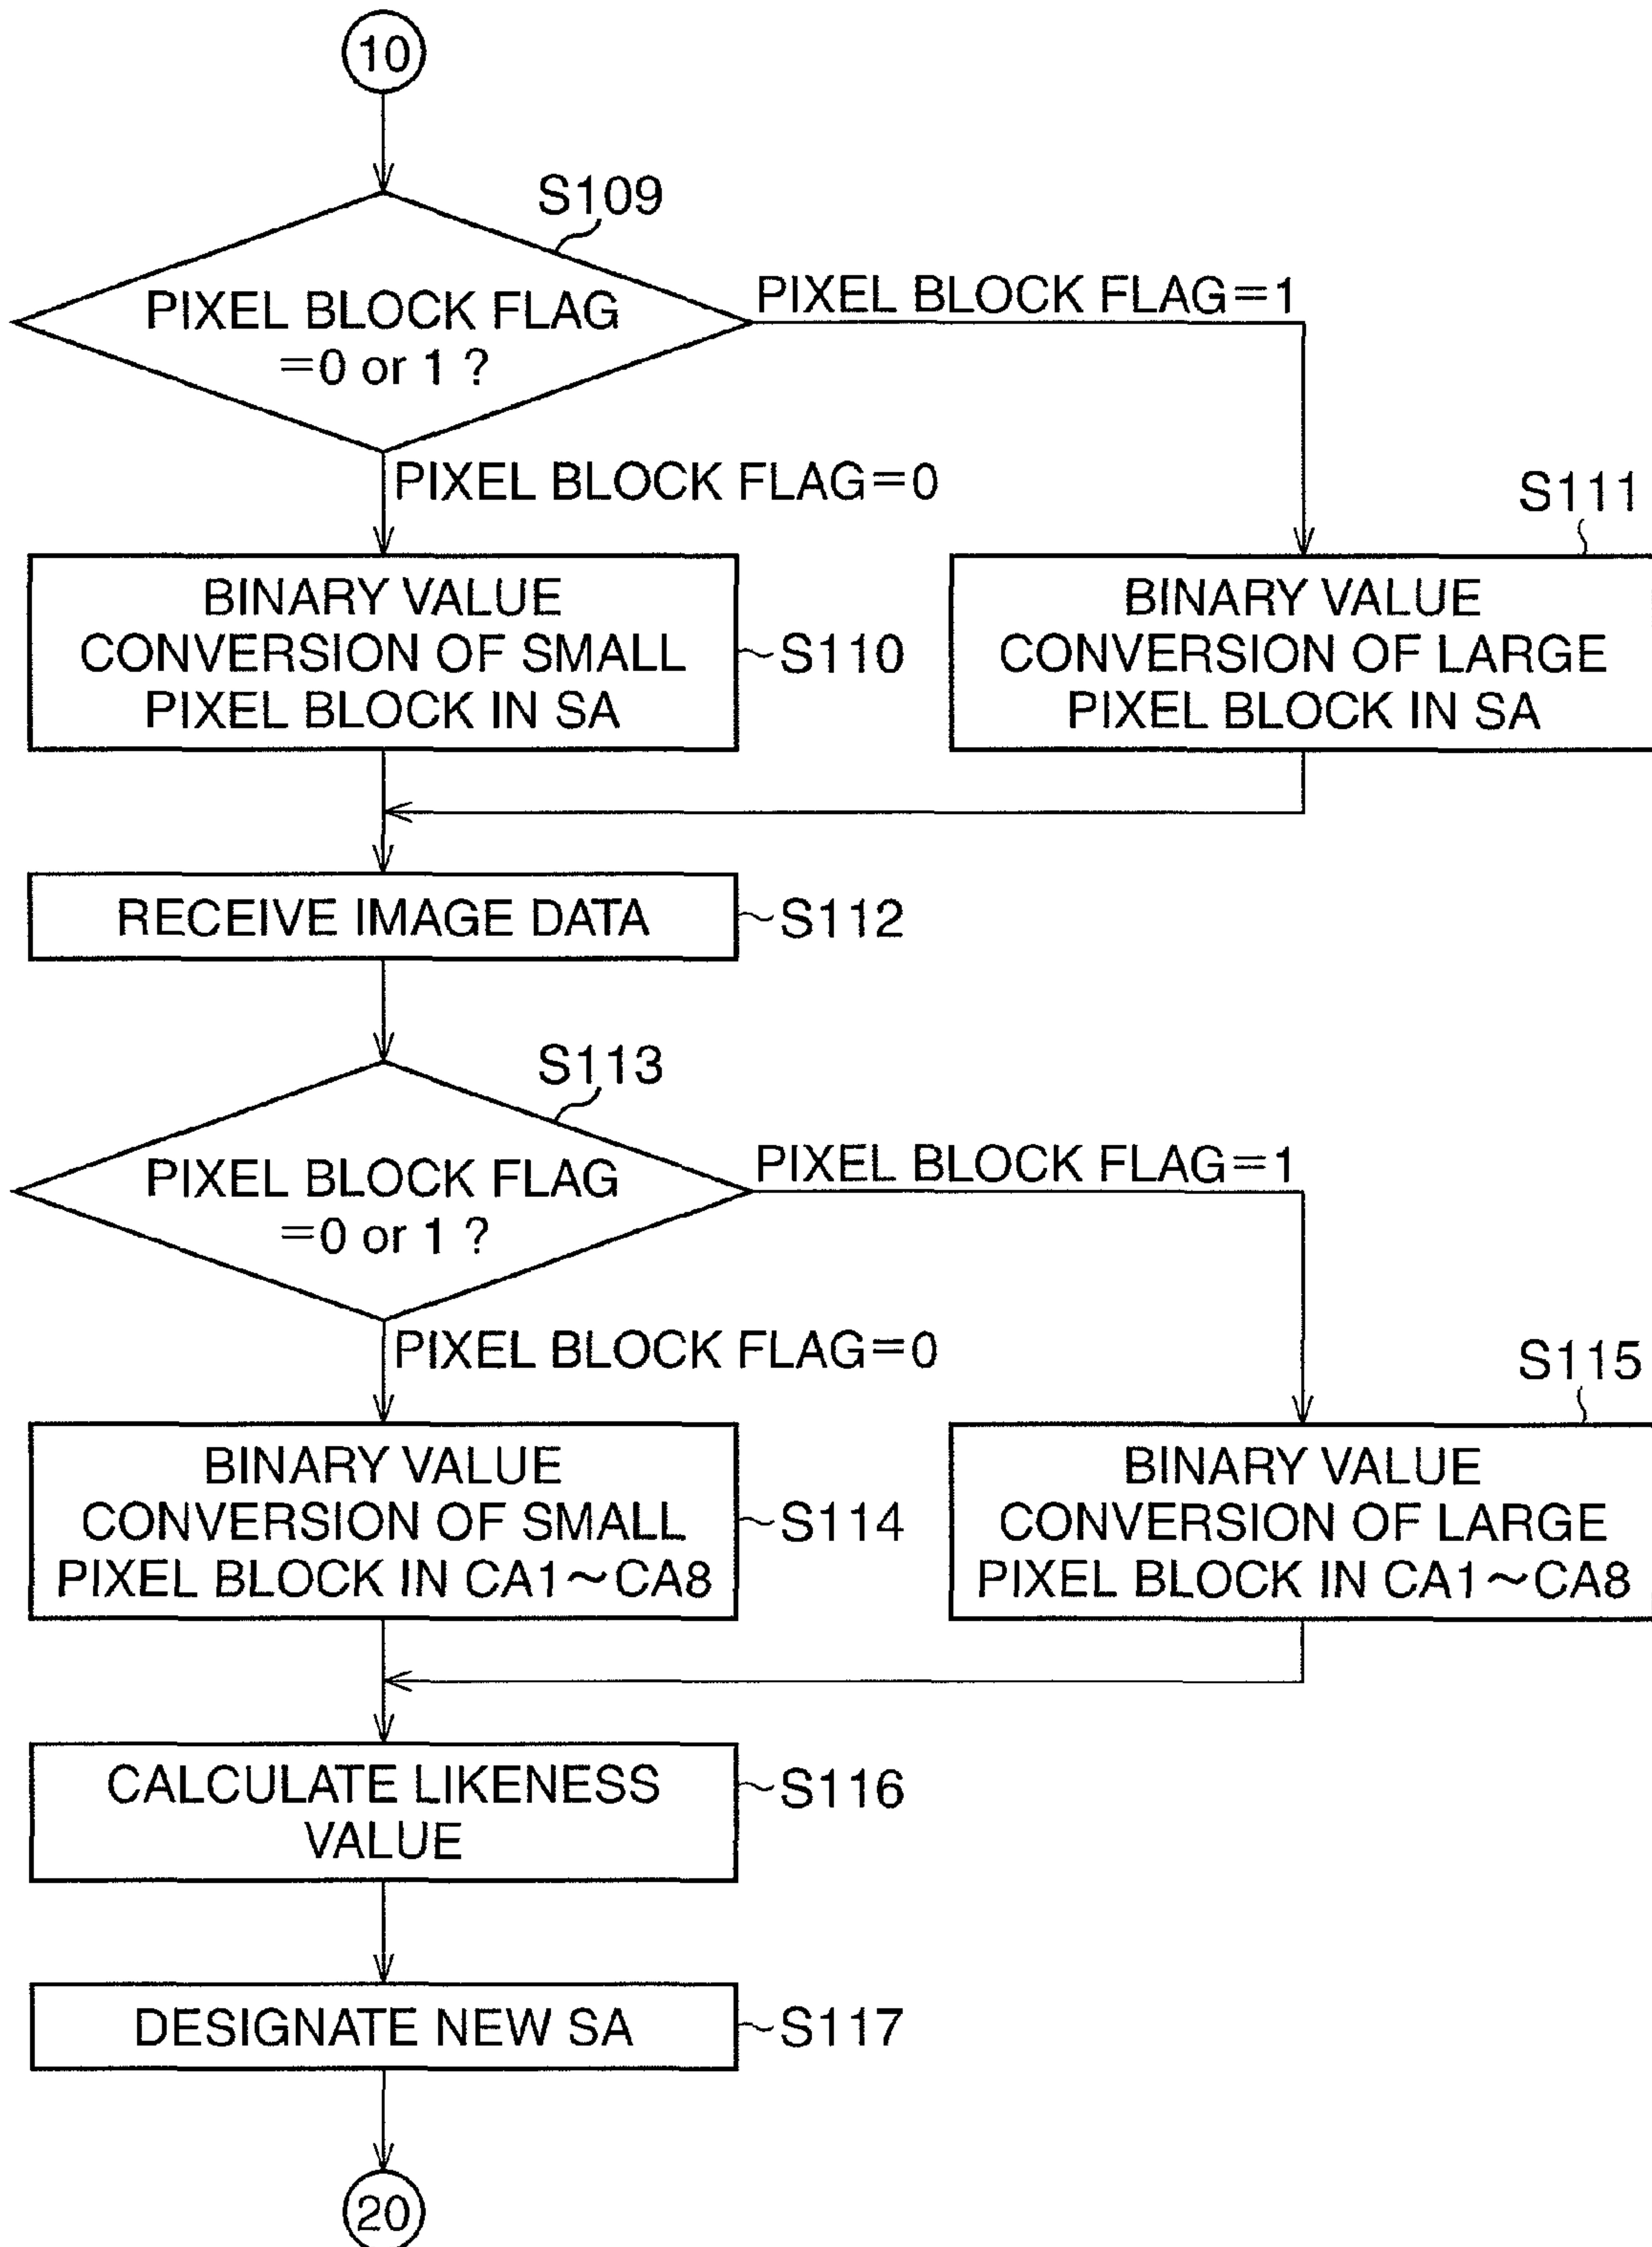 10
S109
PIXEL BLOCK FLAG
=0 or 1 ?
PIXEL BLOCK FLAG=1
PIXEL BLOCK FLAG=0
S111
BINARY VALUE
CONVERSION OF SMALL
PIXEL BLOCK IN SA
S110
BINARY VALUE
CONVERSION OF LARGE
PIXEL BLOCK IN SA
RECEIVE IMAGE DATA
S112
S113
PIXEL BLOCK FLAG
=0 or 1 ?
PIXEL BLOCK FLAG=1
PIXEL BLOCK FLAG=0
S115
BINARY VALUE
CONVERSION OF SMALL
PIXEL BLOCK IN CA1~CA8
S114
BINARY VALUE
CONVERSION OF LARGE
PIXEL BLOCK IN CA1~CA8
CALCULATE LIKENESS
VALUE
S116
DESIGNATE NEW SA
S117
20